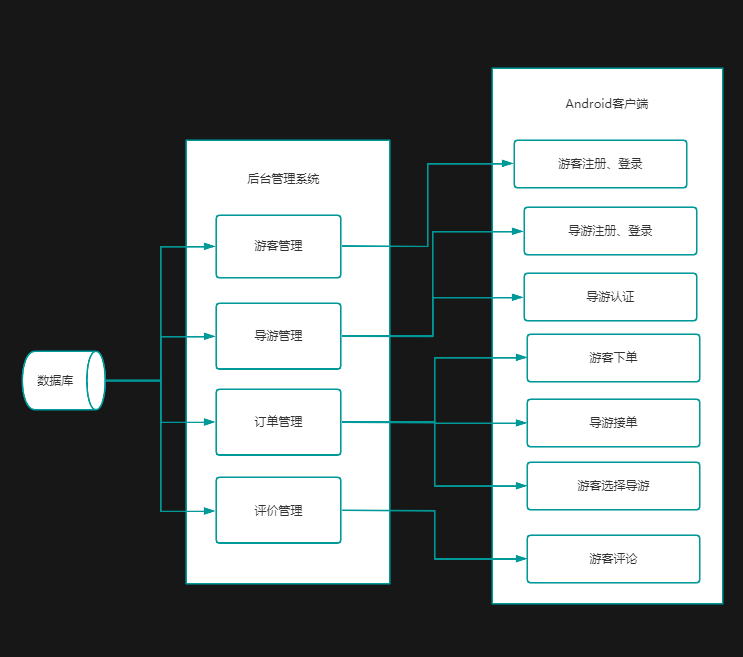 数据库
后台管理系统
游客管理
导游管理
订单管理
评价管理
Android客户端
游客注册、登录
导游注册、登录
导游认证
游客下单
导游接单
游客选择导游
游客评论